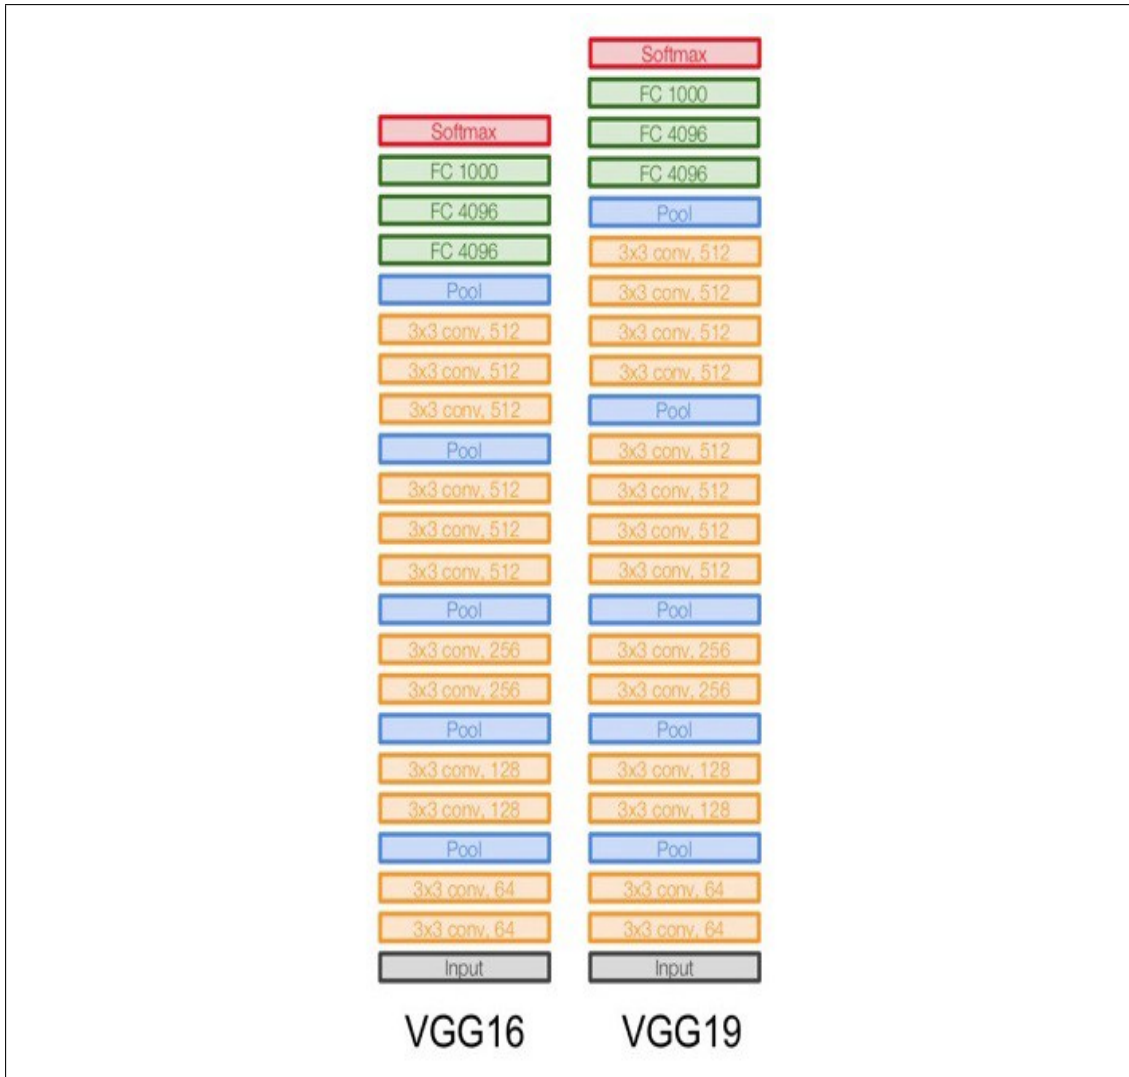 Softmax
FC 1000
FC 4096
FC 4096
Pool
3x3 conv, 512
3x3 conv, 512
3x3 conv, 512
Pool
3x3 conv, 512
3x3 conv, 512
3x3 conv, 512
Pool
3x3 conv, 256
3x3 conv, 256
Pool
3x3 conv, 128
3x3 conv, 128
Pool
3x3 conv, 64
3x3 conv, 64
Input
VGG16
Softmax
FC 1000
FC 4096
FC 4096
Pool
3x3 conv, 512
3x3 conv, 512
3x3 conv, 512
3x3 conv, 512
Pool
3x3 conv, 512
3x3 conv, 512
3x3 conv, 512
3x3 conv, 512
Pool
3x3 conv, 256
3x3 conv, 256
Pool
3x3 conv, 128
3x3 conv, 128
Pool
3x3 conv, 64
3x3 conv, 64
Input
VGG19